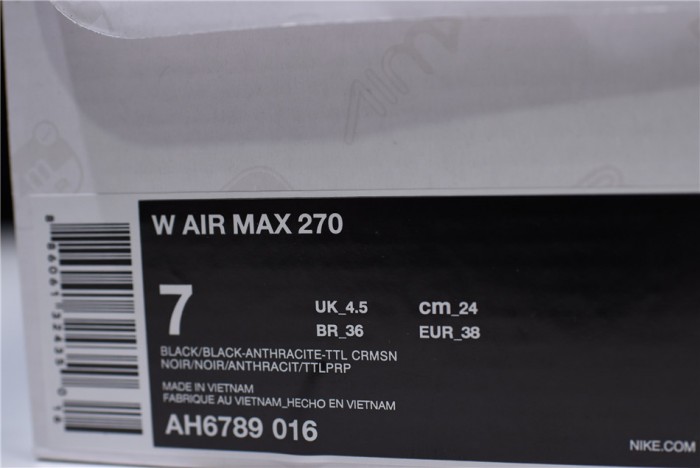 AIR
W AIR MAX 270
7
UK_4.5 cm_24
BR_36 EUR_38
BLACK/BLACK-ANTHRACITE-TTL CRMSN
NOIR/NOIR/ANTHRACIT/TTLPRP
MADE IN VIETNAM
FABRIQUE AU VIETNAM_HECHO EN VIETNAM
AH6789 016
NIKE.COM